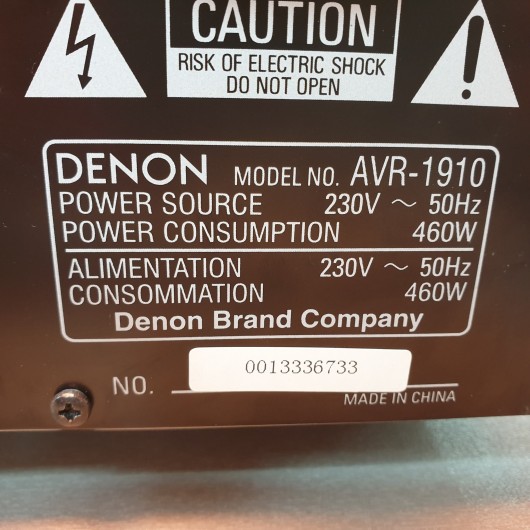 CAUTION
RISK OF ELECTRIC SHOCK
DO NOT OPEN
DENON MODEL NO. AVR-1910
POWER SOURCE 230V ~ 50Hz
POWER CONSUMPTION 460W
ALIMENTATION 230V ~ 50Hz
CONSOMMATION 460W
Denon Brand Company
NO. 0013336733
MADE IN CHINA